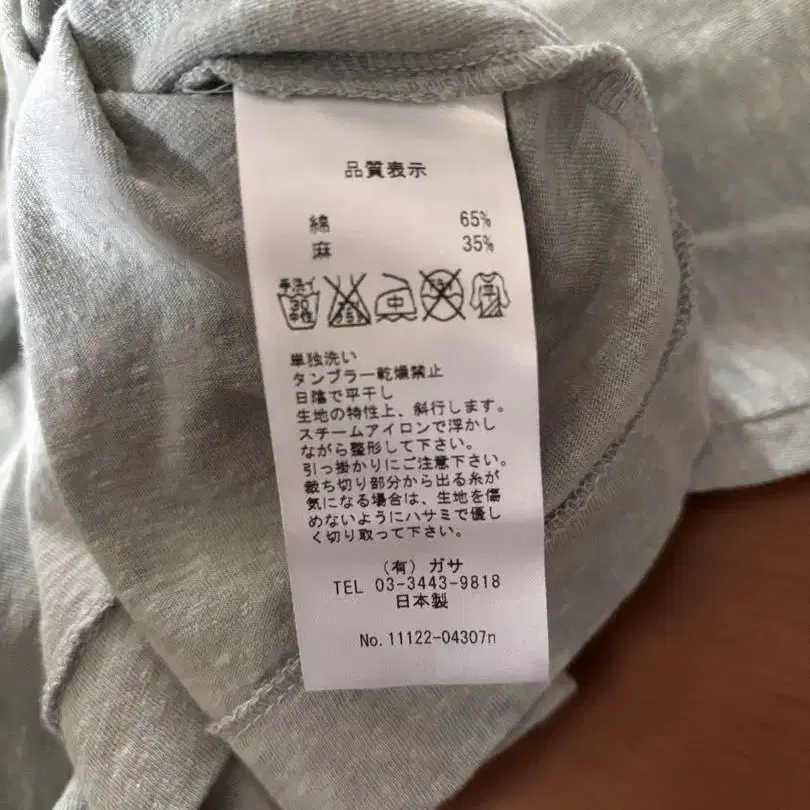 品質表示
綿 65%
麻 35%
手洗イ 30 中性 中 平
単独洗い
タンブラー乾燥禁止
日陰で平干し
生地の特性上、斜行します。
スチームアイロンで浮かし
ながら整形して下さい。
引っ掛かりにご注意下さい。
裁ち切り部分から出る糸が
気になる場合は、生地を傷
めないようにハサミで優し
く切り取って下さい。
(有) ガサ
TEL 03-3443-9818
日本製
No.11122-04307n